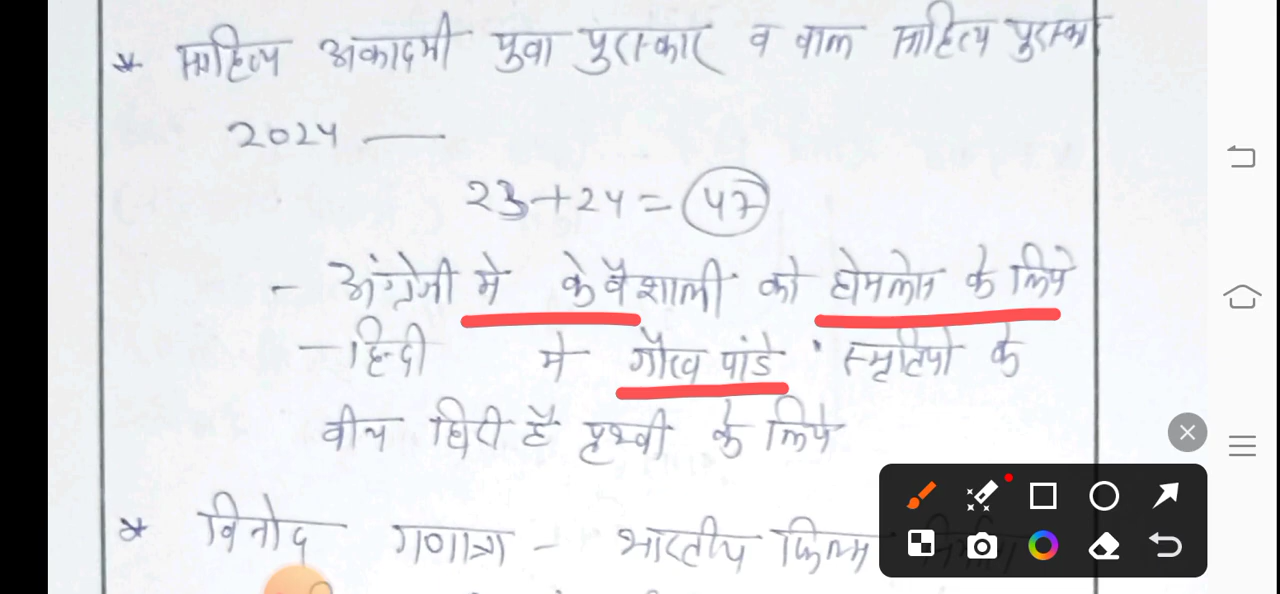 * साहित्य अकादमी युवा पुरस्कार व बाल साहित्य पुरस्का
2024 —
23+24 = 47
- अंग्रेजी मे के वैशाली को होमलेस के लिये
- हिन्दी मे गौरव पांडे ' स्मृतियो के
बीच घिरी है पृथ्वी के लिये
* विनोद गणात्रा - भारतीय फिल्म